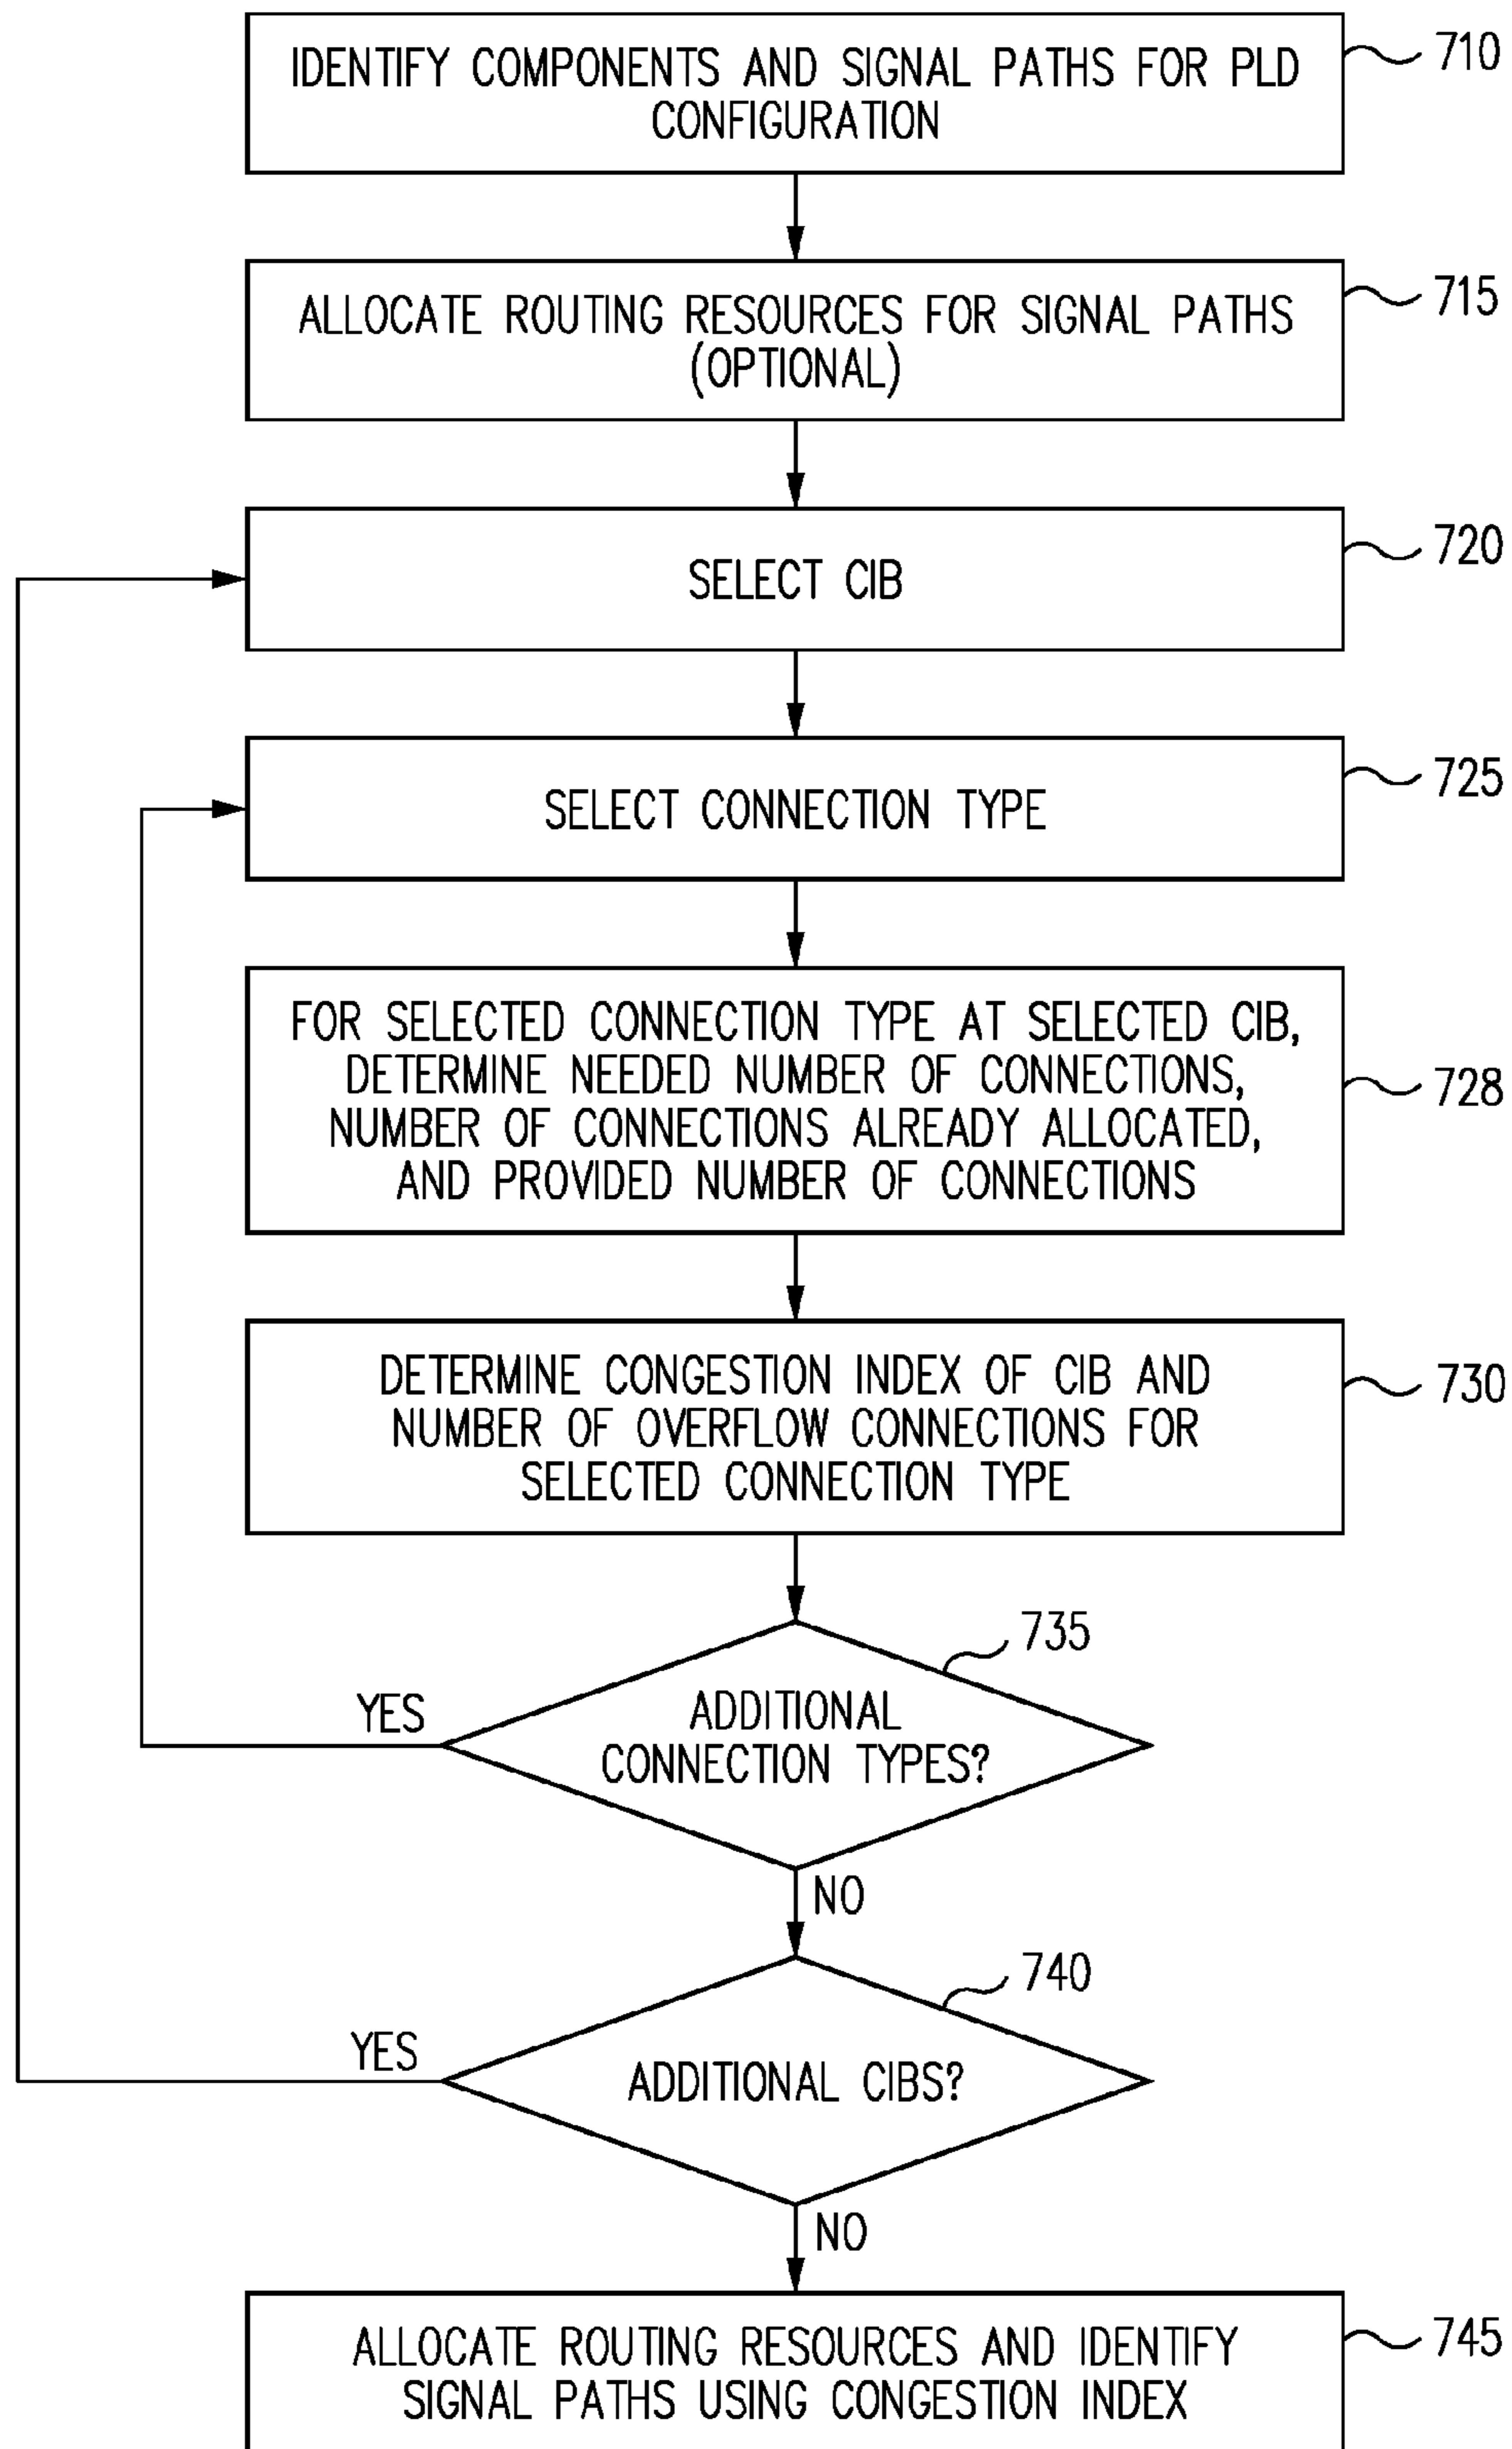 IDENTIFY COMPONENTS AND SIGNAL PATHS FOR PLD
CONFIGURATION
710
ALLOCATE ROUTING RESOURCES FOR SIGNAL PATHS
(OPTIONAL)
715
SELECT CIB
720
SELECT CONNECTION TYPE
725
FOR SELECTED CONNECTION TYPE AT SELECTED CIB,
DETERMINE NEEDED NUMBER OF CONNECTIONS,
NUMBER OF CONNECTIONS ALREADY ALLOCATED,
AND PROVIDED NUMBER OF CONNECTIONS
728
DETERMINE CONGESTION INDEX OF CIB AND
NUMBER OF OVERFLOW CONNECTIONS FOR
SELECTED CONNECTION TYPE
730
735
YES
ADDITIONAL
CONNECTION TYPES?
NO
740
YES
ADDITIONAL CIBS?
NO
ALLOCATE ROUTING RESOURCES AND IDENTIFY
SIGNAL PATHS USING CONGESTION INDEX
745